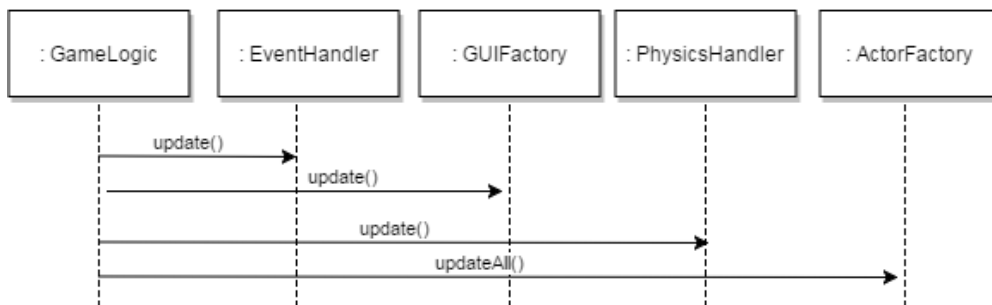 : GameLogic
: EventHandler
: GUIFactory
: PhysicsHandler
: ActorFactory
update()
update()
update()
updateAll()